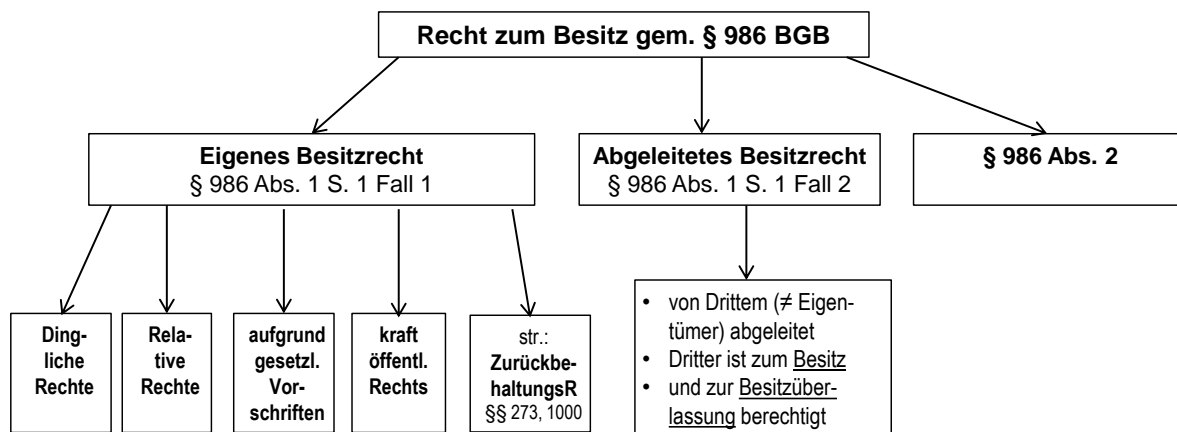 Recht zum Besitz gem. § 986 BGB
Eigenes Besitzrecht
§ 986 Abs. 1 S. 1 Fall 1
Abgeleitetes Besitzrecht
§ 986 Abs. 1 S. 1 Fall 2
§ 986 Abs. 2
Ding-
liche
Rechte
Rela-
tive
Rechte
aufgrund
gesetzl.
Vor-
schriften
kraft
öffentl.
Rechts
str.:
Zurückbe-
haltungsR
§§ 273, 1000
• von Drittem (≠ Eigen-
tümer) abgeleitet
• Dritter ist zum Besitz
• und zur Besitzüber-
lassung berechtigt